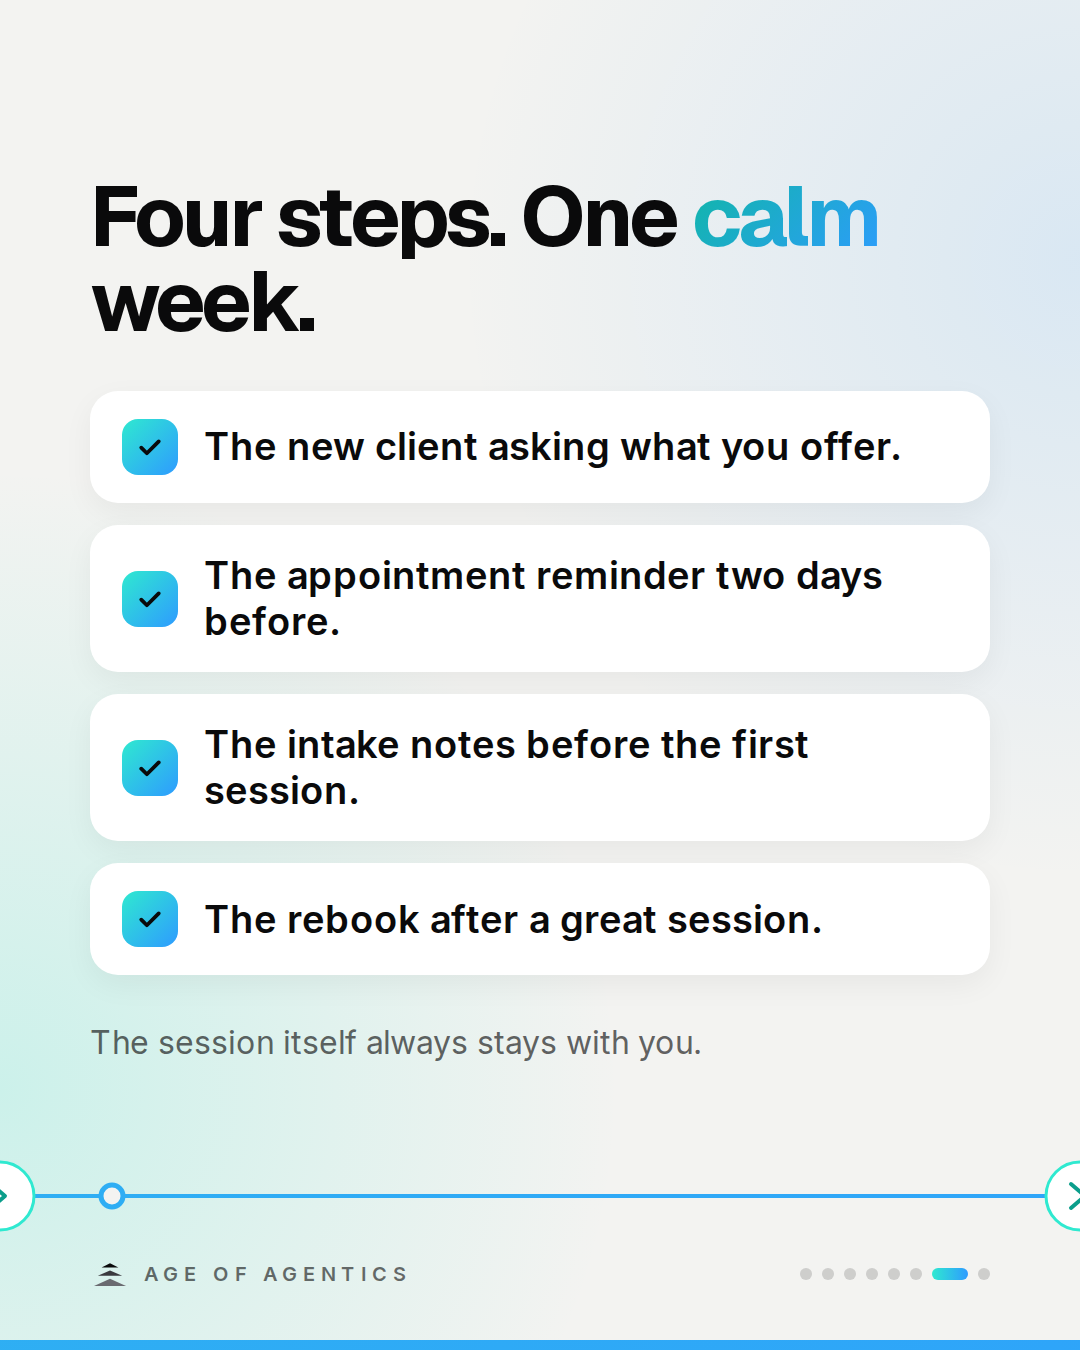 Four steps. One calm
week.
The new client asking what you offer.
The appointment reminder two days
before.
The intake notes before the first
session.
The rebook after a great session.
The session itself always stays with you.
AGE OF AGENTICS